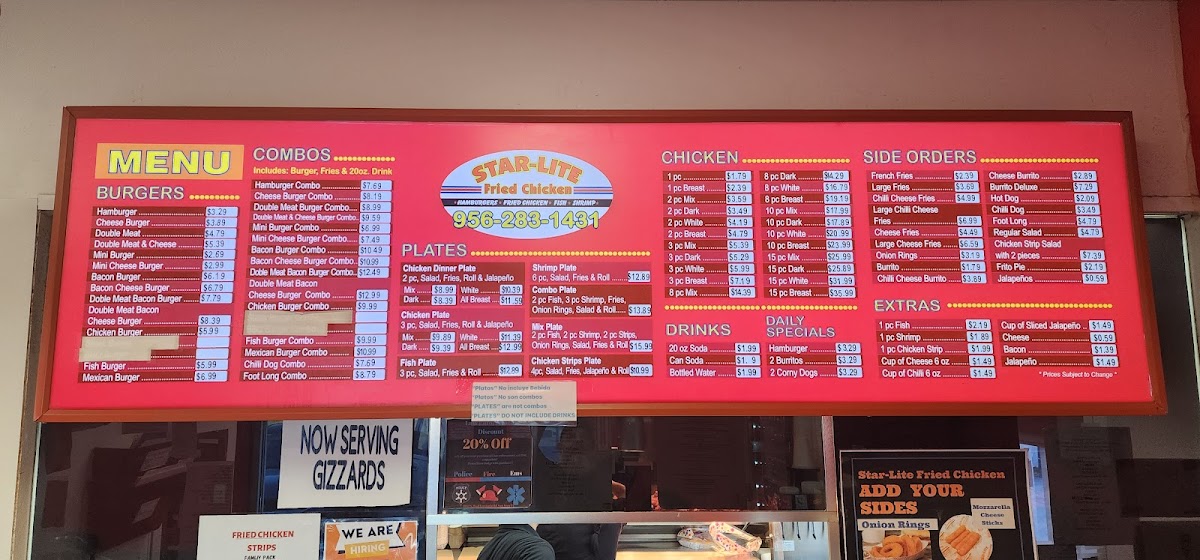 MENU
BURGERS
Hamburger $3.29
Cheese Burger $3.89
Double Meat $4.79
Double Meat & Cheese $5.39
Mini Burger $2.69
Mini Cheese Burger $2.99
Bacon Burger $6.19
Bacon Cheese Burger $6.79
Doble Meat Bacon Burger $7.79
Double Meat Bacon
Cheese Burger $8.39
Chicken Burger $5.99
Fish Burger $5.99
Mexican Burger $6.99
COMBOS
Includes: Burger, Fries & 20oz. Drink
Hamburger Combo $7.69
Cheese Burger Combo $8.19
Double Meat Burger Combo $8.99
Double Meat & Cheese Burger Combo $9.59
Mini Burger Combo $6.99
Mini Cheese Burger Combo $7.49
Bacon Burger Combo $10.49
Bacon Cheese Burger Combo $10.99
Doble Meat Bacon Burger Combo $12.49
Double Meat Bacon
Cheese Burger Combo $12.99
Chicken Burger Combo $9.99
Fish Burger Combo $9.99
Mexican Burger Combo $10.99
Chilli Dog Combo $7.69
Foot Long Combo $8.79
STAR-LITE
Fried Chicken
• HAMBURGERS • FRIED CHICKEN • FISH • SHRIMP •
956-283-1431
PLATES
Chicken Dinner Plate
2 pc, Salad, Fries, Roll & Jalapeño
Mix $8.99 White $10.39
Dark $8.39 All Breast $11.59
Chicken Plate
3 pc, Salad, Fries, Roll & Jalapeño
Mix $9.89 White $11.39
Dark $9.39 All Breast $12.99
Fish Plate
3 pc, Salad, Fries & Roll $12.89
Shrimp Plate
6 pc, Salad, Fries & Roll $12.89
Combo Plate
2 pc Fish, 3 pc Shrimp, Fries,
Onion Rings, Salad & Roll $13.89
Mix Plate
2 pc Fish, 2 pc Shrimp, 2 pc Strips,
Onion Rings, Salad, Fries & Roll $15.99
Chicken Strips Plate
4pc, Salad, Fries, Jalapeño & Roll $10.99
CHICKEN
1 pc $1.79
1 pc Breast $2.39
2 pc Mix $3.59
2 pc Dark $3.49
2 pc White $4.19
2 pc Breast $4.79
3 pc Mix $5.39
3 pc Dark $5.29
3 pc White $5.99
3 pc Breast $7.19
8 pc Mix $14.39
8 pc Dark $14.29
8 pc White $16.79
8 pc Breast $19.19
10 pc Mix $17.99
10 pc Dark $17.89
10 pc White $20.99
10 pc Breast $23.99
15 pc Mix $25.99
15 pc Dark $25.89
15 pc White $31.99
15 pc Breast $35.99
DRINKS
20 oz Soda $1.99
Can Soda $1. 9
Bottled Water $1.99
DAILY
SPECIALS
Hamburger $3.29
2 Burritos $3.29
2 Corny Dogs $3.29
SIDE ORDERS
French Fries $2.39
Large Fries $3.69
Chilli Cheese Fries $4.99
Large Chilli Cheese
Fries $6.99
Cheese Fries $4.49
Large Cheese Fries $6.59
Onion Rings $3.19
Burrito $1.79
Chilli Cheese Burrito $3.89
Cheese Burrito $2.89
Burrito Deluxe $7.29
Hot Dog $2.09
Chilli Dog $3.49
Foot Long $4.79
Regular Salad $4.79
Chicken Strip Salad
with 2 pieces $7.39
Frito Pie $2.19
Jalapeños $0.59
EXTRAS
1 pc Fish $2.19
1 pc Shrimp $1.89
1 pc Chicken Strip $1.99
Cup of Cheese 6 oz $1.49
Cup of Chilli 6 oz $1.49
Cup of Sliced Jalapeño $1.49
Cheese $0.59
Bacon $1.39
Jalapeño $1.49
* Prices Subject to Change *
"Platos" No incluye Bebida
"Platos" No son combos
"PLATES" are not combos
"PLATES" DO NOT INCLUDE DRINKS
NOW SERVING
GIZZARDS
Discount
20% Off
Police Fire Ems
FRIED CHICKEN
STRIPS
FAMILY PACK
WE ARE
HIRING
Star-Lite Fried Chicken
ADD YOUR
SIDES
Onion Rings
Mozzarella
Cheese
Sticks